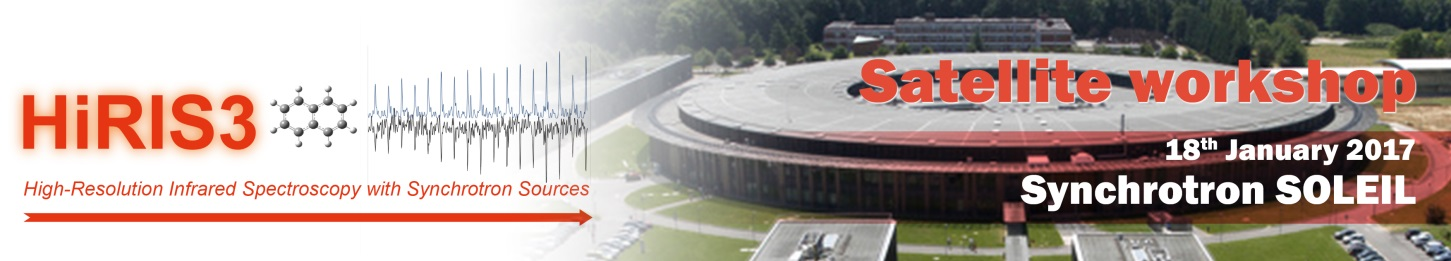 HiRIS3
High-Resolution Infrared Spectroscopy with Synchrotron Sources
Satellite workshop
18th January 2017
Synchrotron SOLEIL